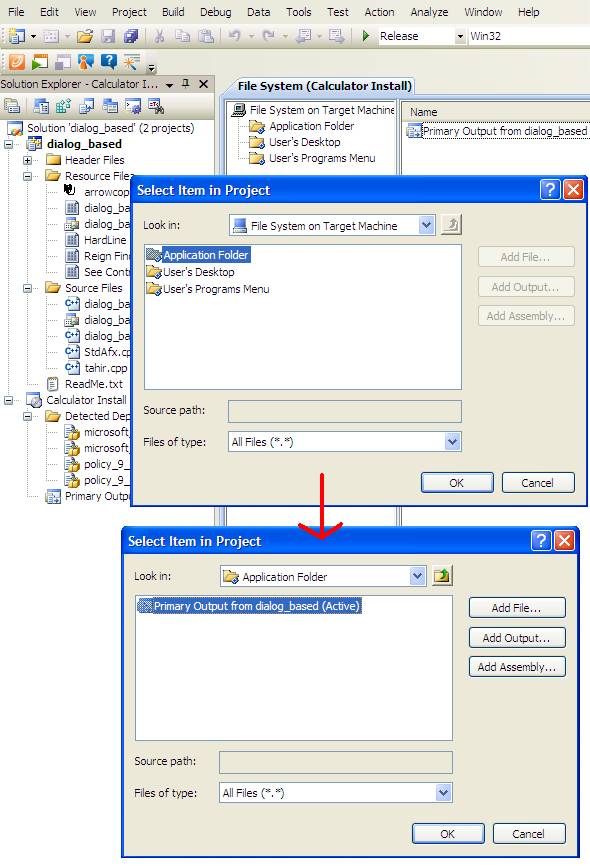 File Edit View Project Build Debug Data Tools Test Action Analyze Window Help
Release Win32
Solution Explorer - Calculator I...
File System (Calculator Install)
Solution 'dialog_based' (2 projects)
dialog_based
Header Files
Resource Files
arrowcop
dialog_ba
dialog_ba
HardLine
Reign Fin
See Cont
Source Files
dialog_ba
dialog_ba
dialog_ba
StdAfx.cp
tahir.cpp
ReadMe.txt
Calculator Install
Detected Dep
microsoft_
microsoft_
policy_9_
policy_9_
Primary Outpu
File System on Target Machine
Application Folder
User's Desktop
User's Programs Menu
Name
Primary Output from dialog_based
Select Item in Project
Look in: File System on Target Machine
Application Folder
User's Desktop
User's Programs Menu
Add File...
Add Output...
Add Assembly...
Source path:
Files of type: All Files (*.*)
OK Cancel
Select Item in Project
Look in: Application Folder
Primary Output from dialog_based (Active)
Add File...
Add Output...
Add Assembly...
Source path:
Files of type: All Files (*.*)
OK Cancel